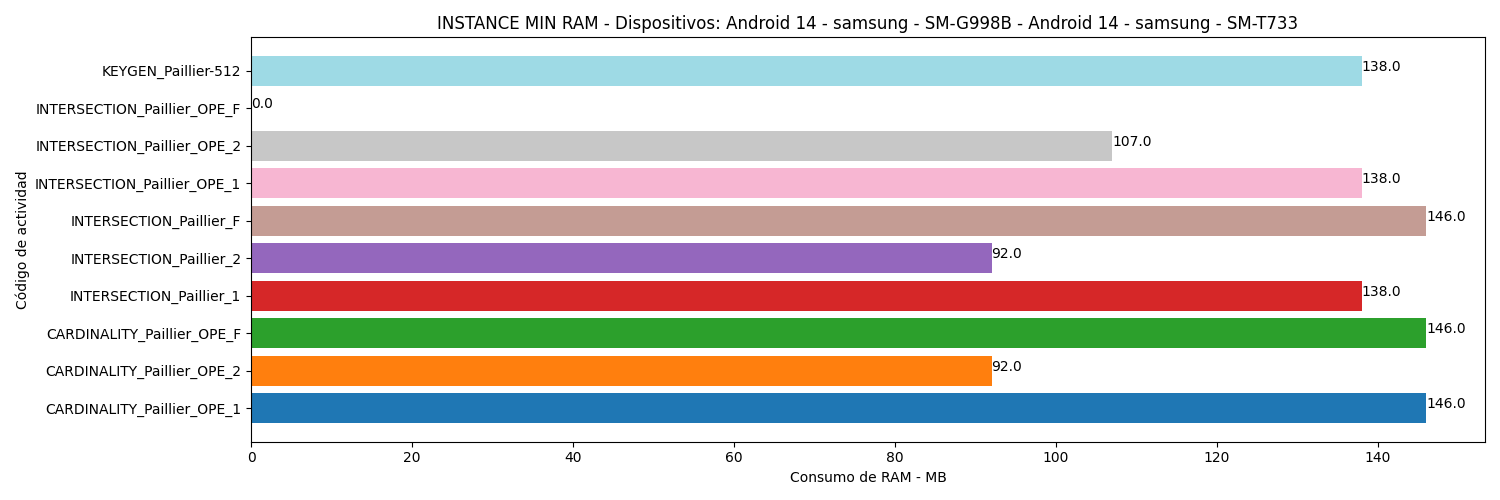 INSTANCE MIN RAM - Dispositivos: Android 14 - samsung - SM-G998B - Android 14 - samsung - SM-T733
Código de actividad
KEYGEN_Paillier-512 138.0
INTERSECTION_Paillier_OPE_F 0.0
INTERSECTION_Paillier_OPE_2 107.0
INTERSECTION_Paillier_OPE_1 138.0
INTERSECTION_Paillier_F 146.0
INTERSECTION_Paillier_2 92.0
INTERSECTION_Paillier_1 138.0
CARDINALITY_Paillier_OPE_F 146.0
CARDINALITY_Paillier_OPE_2 92.0
CARDINALITY_Paillier_OPE_1 146.0
0 20 40 60 80 100 120 140
Consumo de RAM - MB